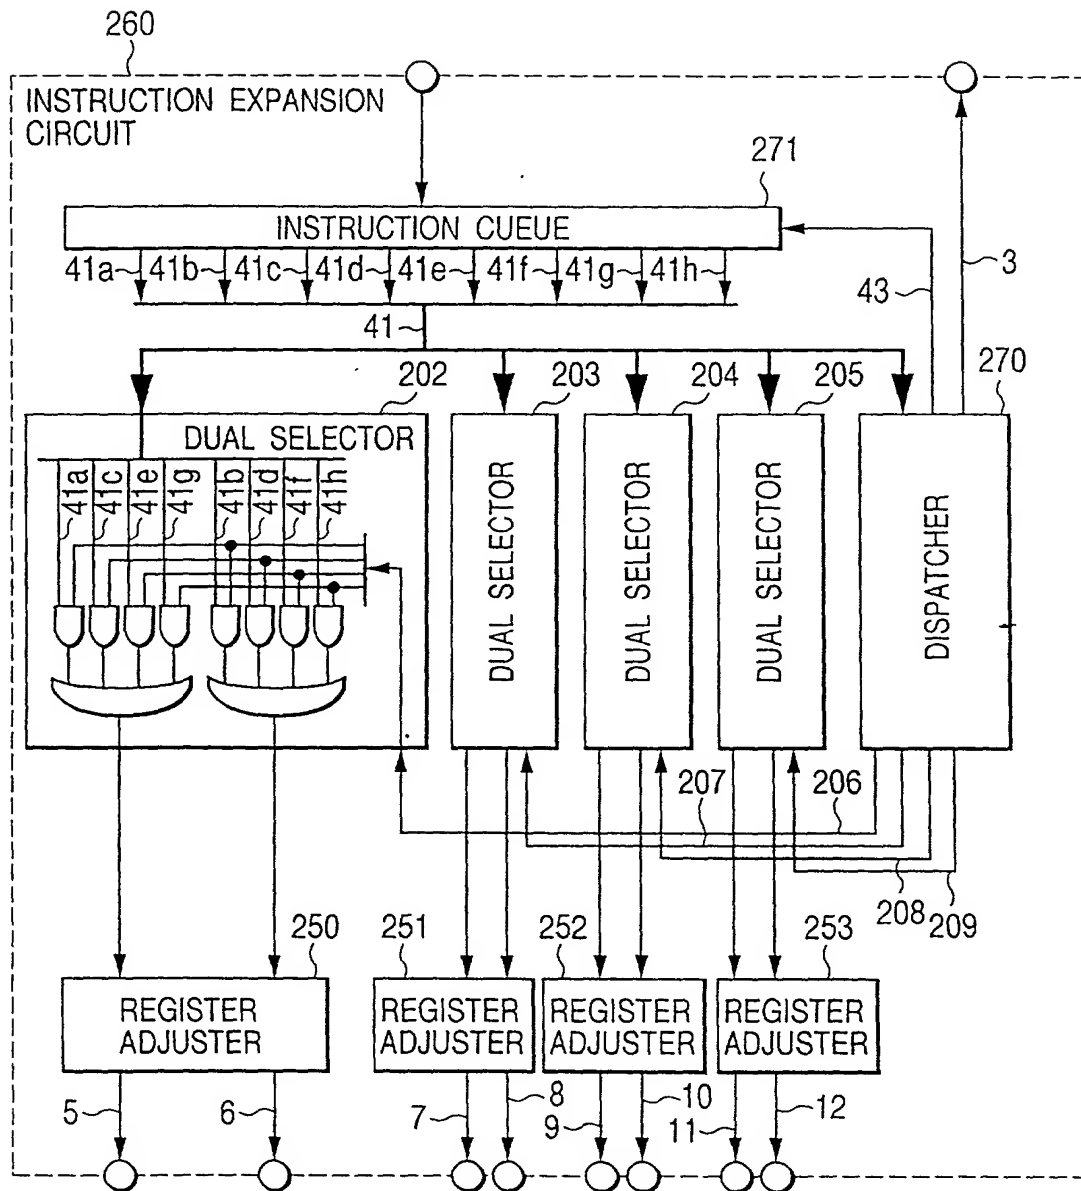 260
INSTRUCTION EXPANSION
CIRCUIT
271
INSTRUCTION CUEUE
41a 41b 41c 41d 41e 41f 41g 41h
3
43
41
202 203 204 205 270
DUAL SELECTOR
41a 41c 41e 41g 41b 41d 41f 41h
DUAL SELECTOR
DUAL SELECTOR
DUAL SELECTOR
DISPATCHER
207 206
208 209
250 251 252 253
REGISTER
ADJUSTER
REGISTER
ADJUSTER
REGISTER
ADJUSTER
REGISTER
ADJUSTER
5 6 7 8 9 10 11 12